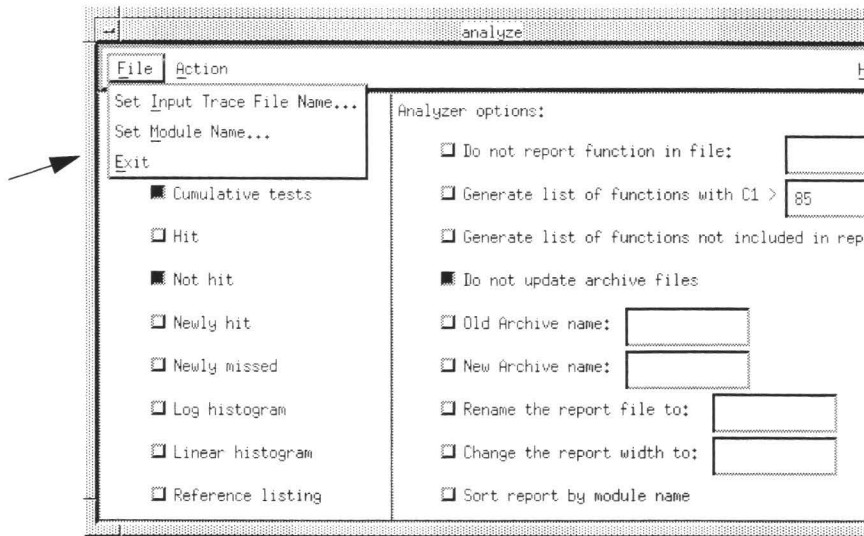 analyze
File Action
Set Input Trace File Name...
Set Module Name...
Exit
Cumulative tests
Hit
Not hit
Newly hit
Newly missed
Log histogram
Linear histogram
Reference listing
Analyzer options:
Do not report function in file:
Generate list of functions with C1 > 85
Generate list of functions not included in rep
Do not update archive files
Old Archive name:
New Archive name:
Rename the report file to:
Change the report width to:
Sort report by module name